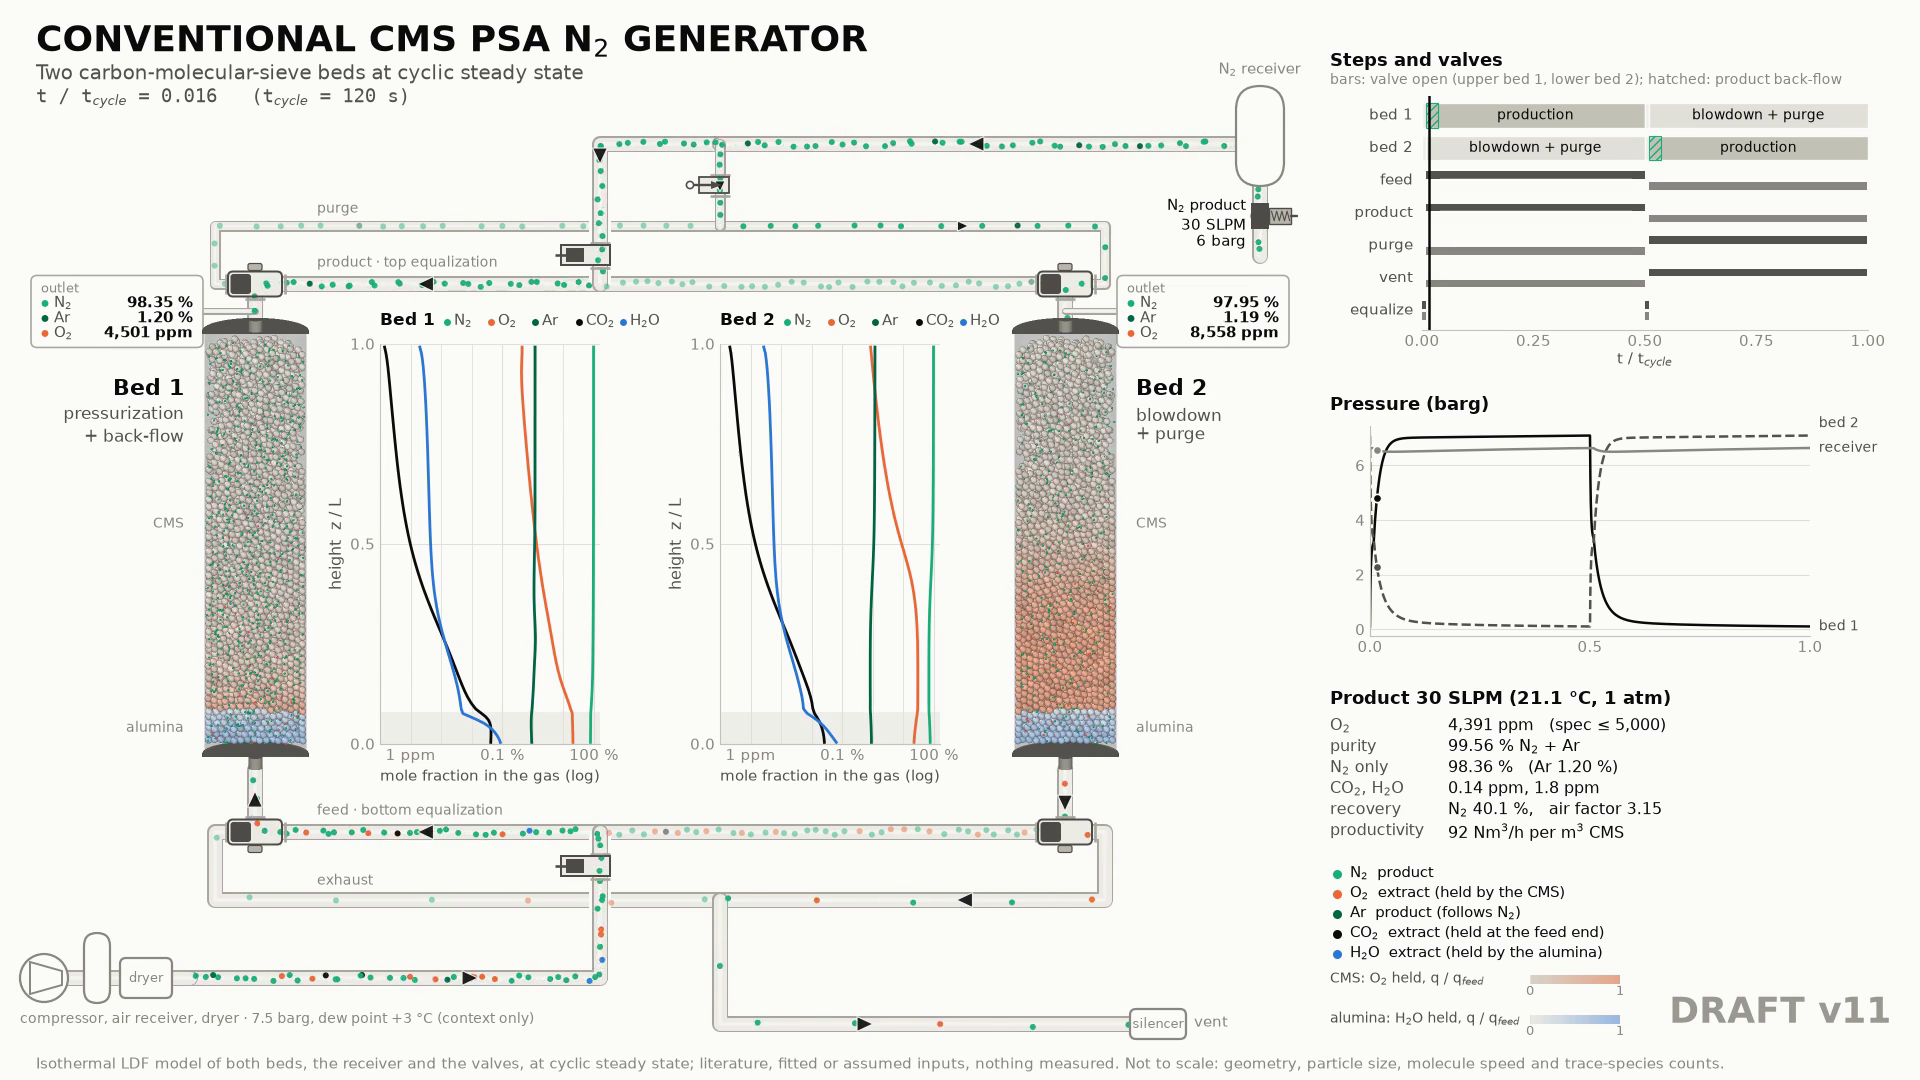 CONVENTIONAL CMS PSA N₂ GENERATOR
Two carbon-molecular-sieve beds at cyclic steady state
t / t_cycle = 0.016   (t_cycle = 120 s)
N₂ receiver
N₂ product
30 SLPM
6 barg
purge
product · top equalization
outlet
N₂ 98.35 %
Ar 1.20 %
O₂ 4,501 ppm
outlet
N₂ 97.95 %
Ar 1.19 %
O₂ 8,558 ppm
Bed 1
pressurization
+ back-flow
CMS
alumina
Bed 1 N₂ O₂ Ar CO₂ H₂O
1.0
0.5
0.0
height z / L
1 ppm 0.1 % 100 %
mole fraction in the gas (log)
Bed 2 N₂ O₂ Ar CO₂ H₂O
1.0
0.5
0.0
height z / L
1 ppm 0.1 % 100 %
mole fraction in the gas (log)
Bed 2
blowdown
+ purge
CMS
alumina
feed · bottom equalization
exhaust
dryer
compressor, air receiver, dryer · 7.5 barg, dew point +3 °C (context only)
silencer
vent
Steps and valves
bars: valve open (upper bed 1, lower bed 2); hatched: product back-flow
bed 1 production blowdown + purge
bed 2 blowdown + purge production
feed
product
purge
vent
equalize
0.00 0.25 0.50 0.75 1.00
t / t_cycle
Pressure (barg)
bed 2
receiver
bed 1
6
4
2
0
0.0 0.5 1.0
Product 30 SLPM (21.1 °C, 1 atm)
O₂ 4,391 ppm (spec ≤ 5,000)
purity 99.56 % N₂ + Ar
N₂ only 98.36 % (Ar 1.20 %)
CO₂, H₂O 0.14 ppm, 1.8 ppm
recovery N₂ 40.1 %, air factor 3.15
productivity 92 Nm³/h per m³ CMS
N₂ product
O₂ extract (held by the CMS)
Ar product (follows N₂)
CO₂ extract (held at the feed end)
H₂O extract (held by the alumina)
CMS: O₂ held, q / q_feed
0 1
alumina: H₂O held, q / q_feed
0 1
DRAFT v11
Isothermal LDF model of both beds, the receiver and the valves, at cyclic steady state; literature, fitted or assumed inputs, nothing measured. Not to scale: geometry, particle size, molecule speed and trace-species counts.